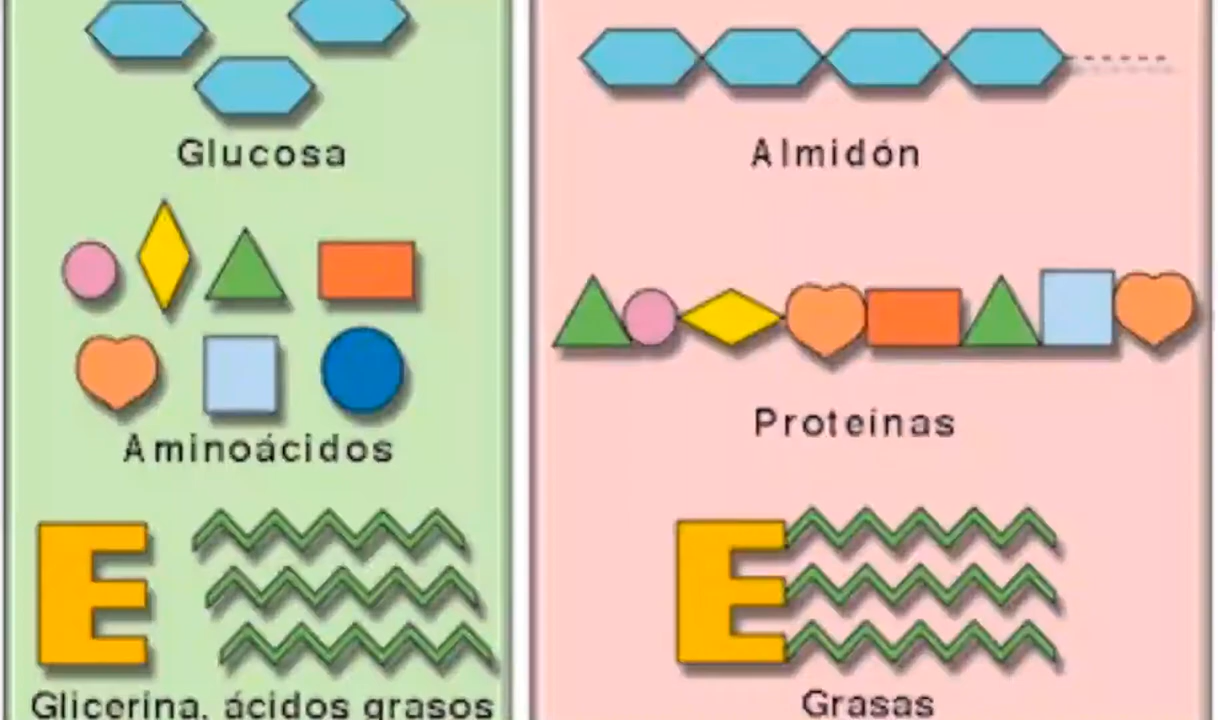 Glucosa
Almidón
Aminoácidos
Proteínas
Glicerina, ácidos grasos
Grasas